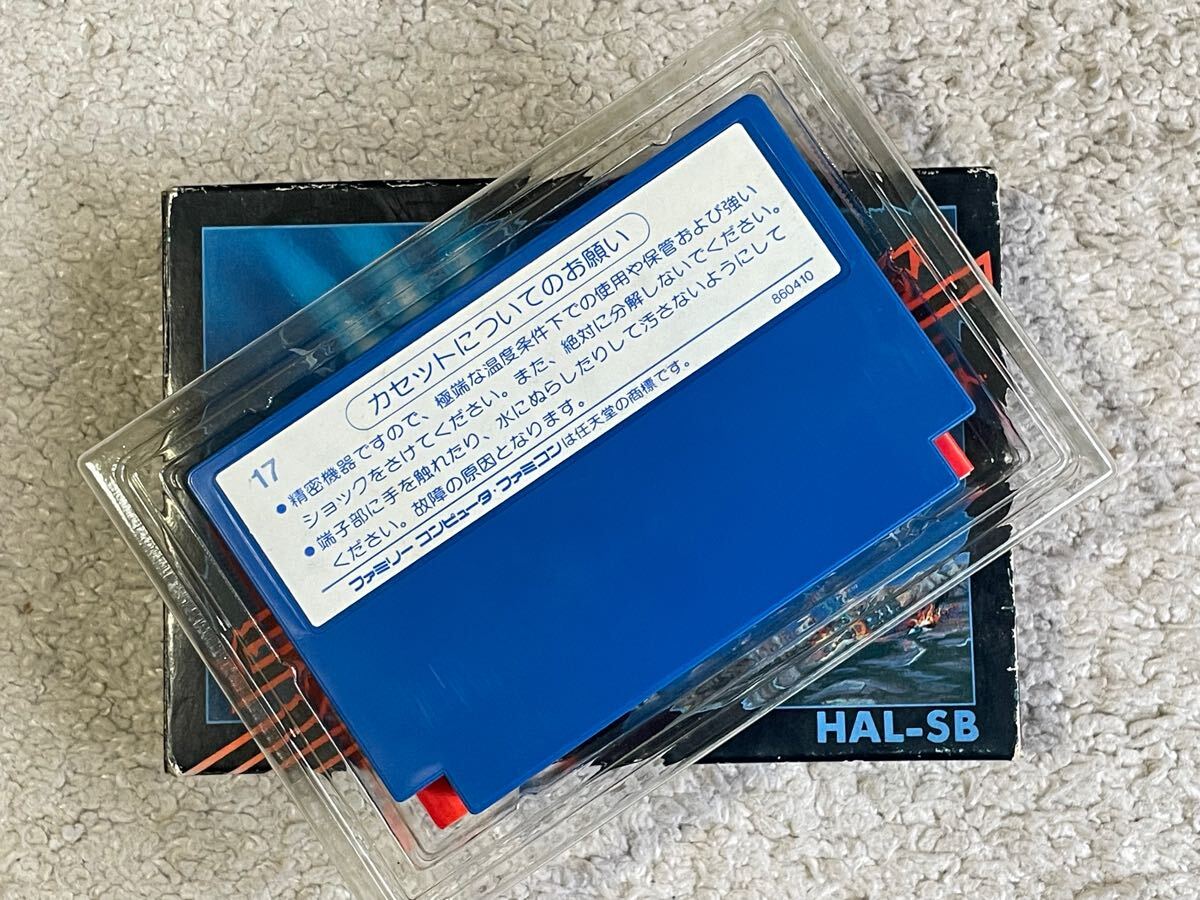 カセットについてのお願い
17
●精密機器ですので、極端な温度条件下での使用や保管および強い
ショックをさけてください。また、絶対に分解しないでください。
●端子部に手を触れたり、水にぬらしたりして汚さないようにして
ください。故障の原因となります。
860410
ファミリー コンピュータ・ファミコンは任天堂の商標です。
HAL-SB